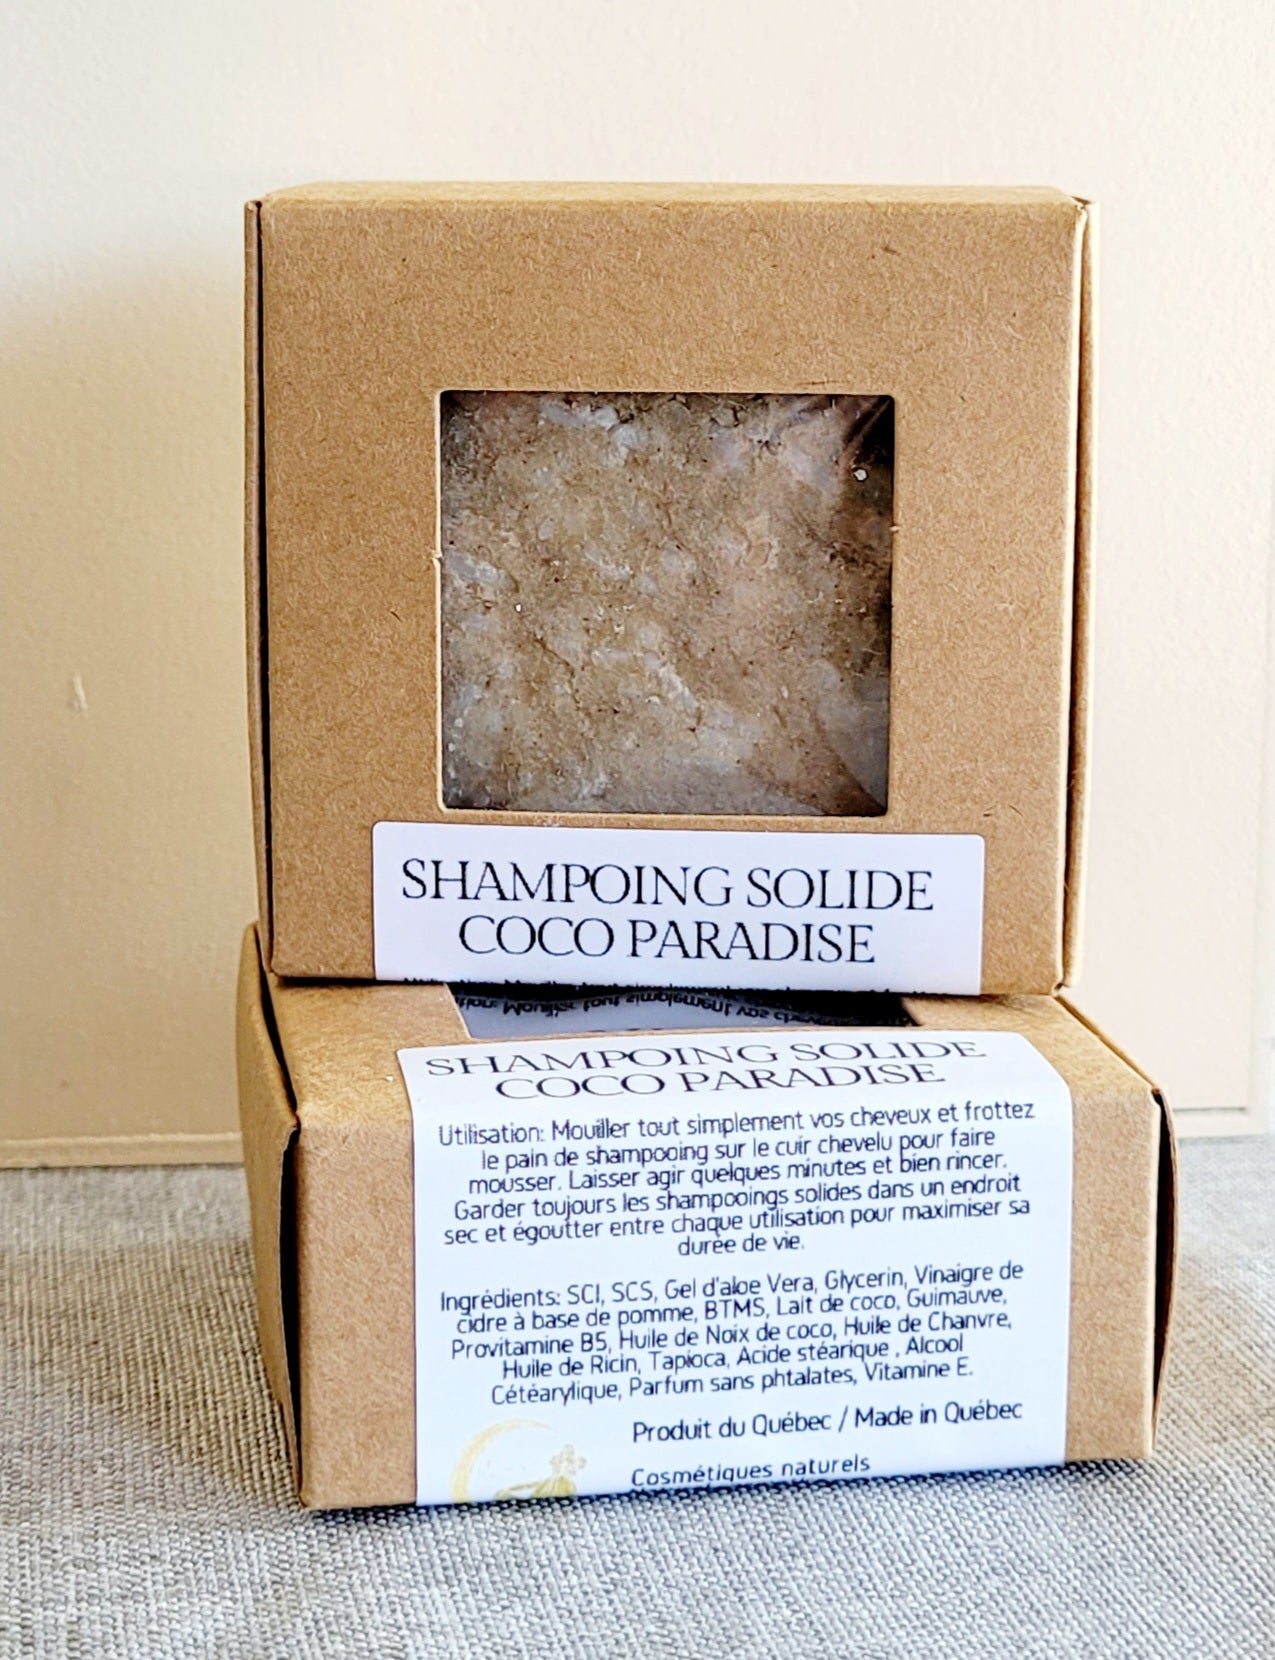 SHAMPOING SOLIDE
COCO PARADISE
SHAMPOING SOLIDE
COCO PARADISE
Utilisation: Mouiller tout simplement vos cheveux et frottez
le pain de shampooing sur le cuir chevelu pour faire
mousser. Laisser agir quelques minutes et bien rincer.
Garder toujours les shampooings solides dans un endroit
sec et égoutter entre chaque utilisation pour maximiser sa
durée de vie.
Ingrédients: SCI, SCS, Gel d'aloe Vera, Glycerin, Vinaigre de
cidre à base de pomme, BTMS, Lait de coco, Guimauve,
Provitamine B5, Huile de Noix de coco, Huile de Chanvre,
Huile de Ricin, Tapioca, Acide stéarique , Alcool
Cétéarylique, Parfum sans phtalates, Vitamine E.
Produit du Québec / Made in Québec
Cosmétiques naturels